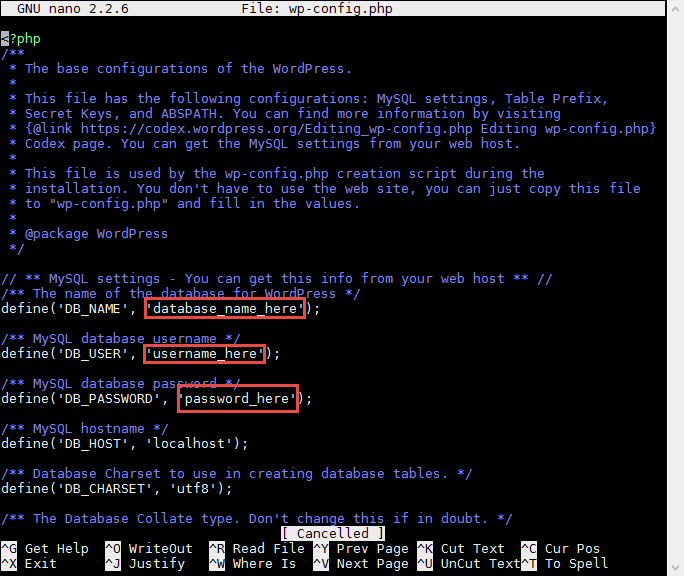 GNU nano 2.2.6 File: wp-config.php
<?php
/**
* The base configurations of the WordPress.
*
* This file has the following configurations: MySQL settings, Table Prefix,
* Secret Keys, and ABSPATH. You can find more information by visiting
* {@link https://codex.wordpress.org/Editing_wp-config.php Editing wp-config.php}
* Codex page. You can get the MySQL settings from your web host.
*
* This file is used by the wp-config.php creation script during the
* installation. You don't have to use the web site, you can just copy this file
* to "wp-config.php" and fill in the values.
*
* @package WordPress
*/
// ** MySQL settings - You can get this info from your web host ** //
/** The name of the database for WordPress */
define('DB_NAME', 'database_name_here');
/** MySQL database username */
define('DB_USER', 'username_here');
/** MySQL database password */
define('DB_PASSWORD', 'password_here');
/** MySQL hostname */
define('DB_HOST', 'localhost');
/** Database Charset to use in creating database tables. */
define('DB_CHARSET', 'utf8');
/** The Database Collate type. Don't change this if in doubt. */
[ Cancelled ]
^G Get Help ^O WriteOut ^R Read File ^Y Prev Page ^K Cut Text ^C Cur Pos
^X Exit ^J Justify ^W Where Is ^V Next Page ^U UnCut Text ^T To Spell